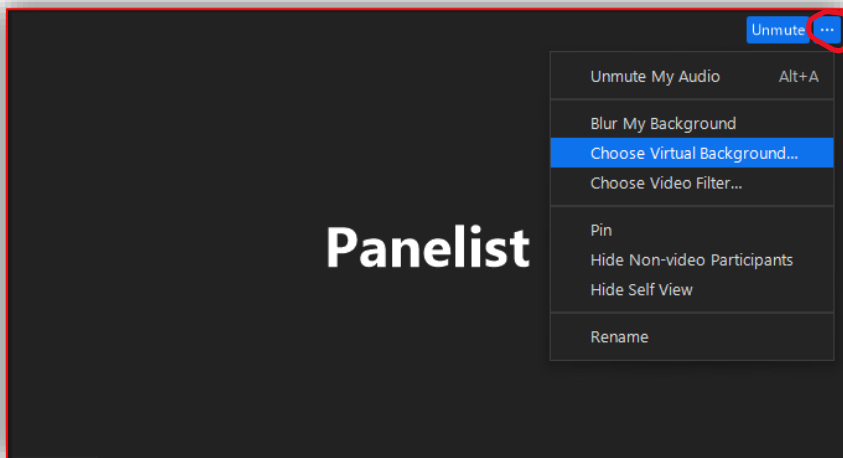 Unmute ...
Unmute My Audio Alt+A
Blur My Background
Choose Virtual Background...
Choose Video Filter...
Pin
Panelist
Hide Non-video Participants
Hide Self View
Rename